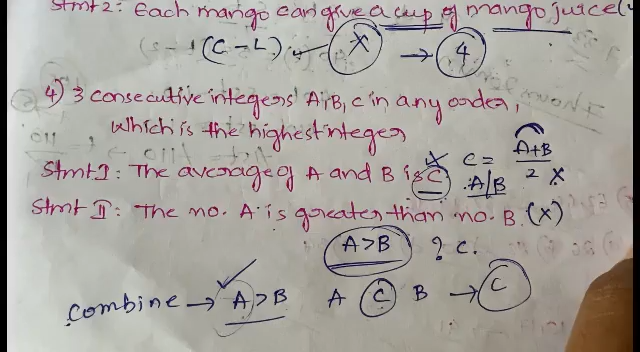 Stmt 2: Each mango can give a cup of mango juice
(C-L) ✓ X → 4
4) 3 consecutive integers A, B, C in any order,
Which is the highest integer
Stmt I: The average of A and B is C X C = A+B/2 X
A/B
Stmt II: The no. A is greater than no. B. (X)
A>B ? C.
combine → A>B A C B → C